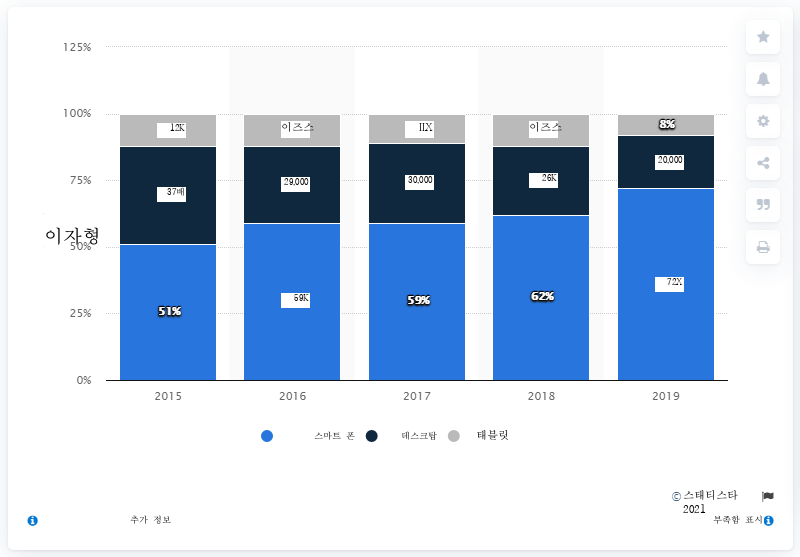 125%
100%
75%
50%
25%
0%
이자형
12K
이즈스
IIX
이즈스
8%
37배
29,000
30,000
26K
20,000
51%
59K
59%
62%
72X
2015
2016
2017
2018
2019
스마트 폰
데스크탑
태블릿
© 스태티스타
2021
추가 정보
부족함 표시